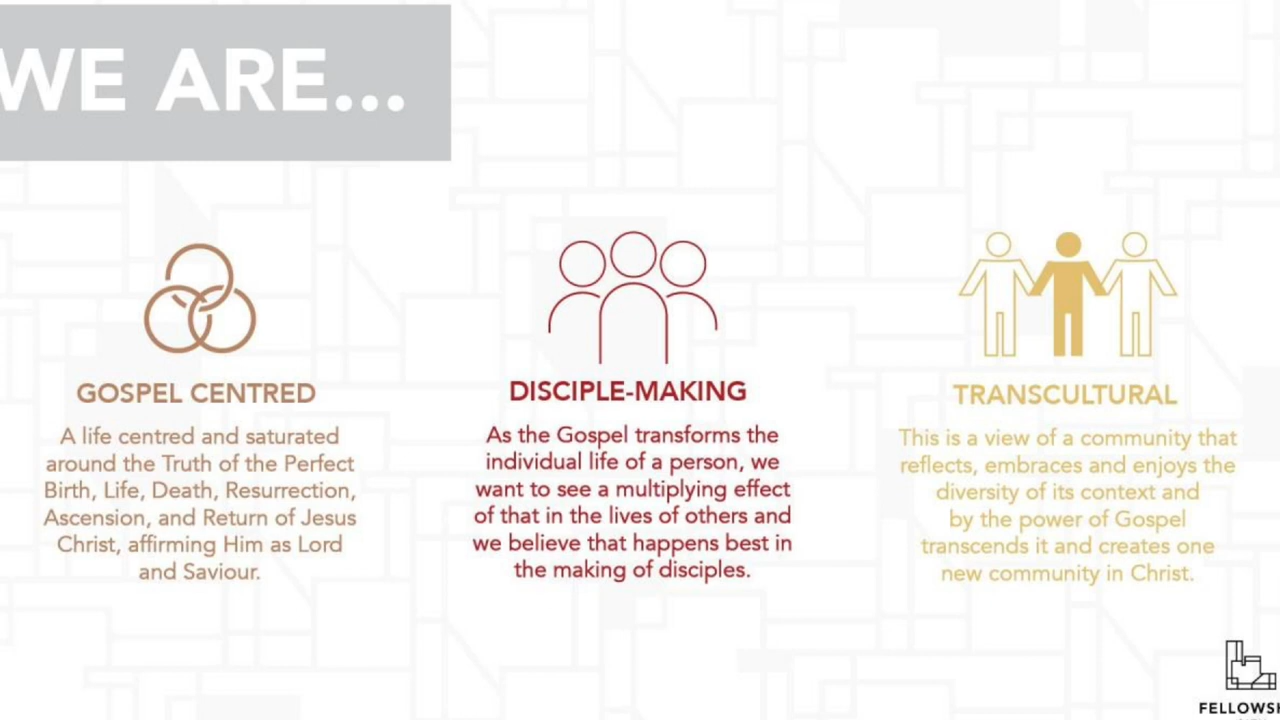 WE ARE...
GOSPEL CENTRED
A life centred and saturated
around the Truth of the Perfect
Birth, Life, Death, Resurrection,
Ascension, and Return of Jesus
Christ, affirming Him as Lord
and Saviour.
DISCIPLE-MAKING
As the Gospel transforms the
individual life of a person, we
want to see a multiplying effect
of that in the lives of others and
we believe that happens best in
the making of disciples.
TRANSCULTURAL
This is a view of a community that
reflects, embraces and enjoys the
diversity of its context and
by the power of Gospel
transcends it and creates one
new community in Christ.